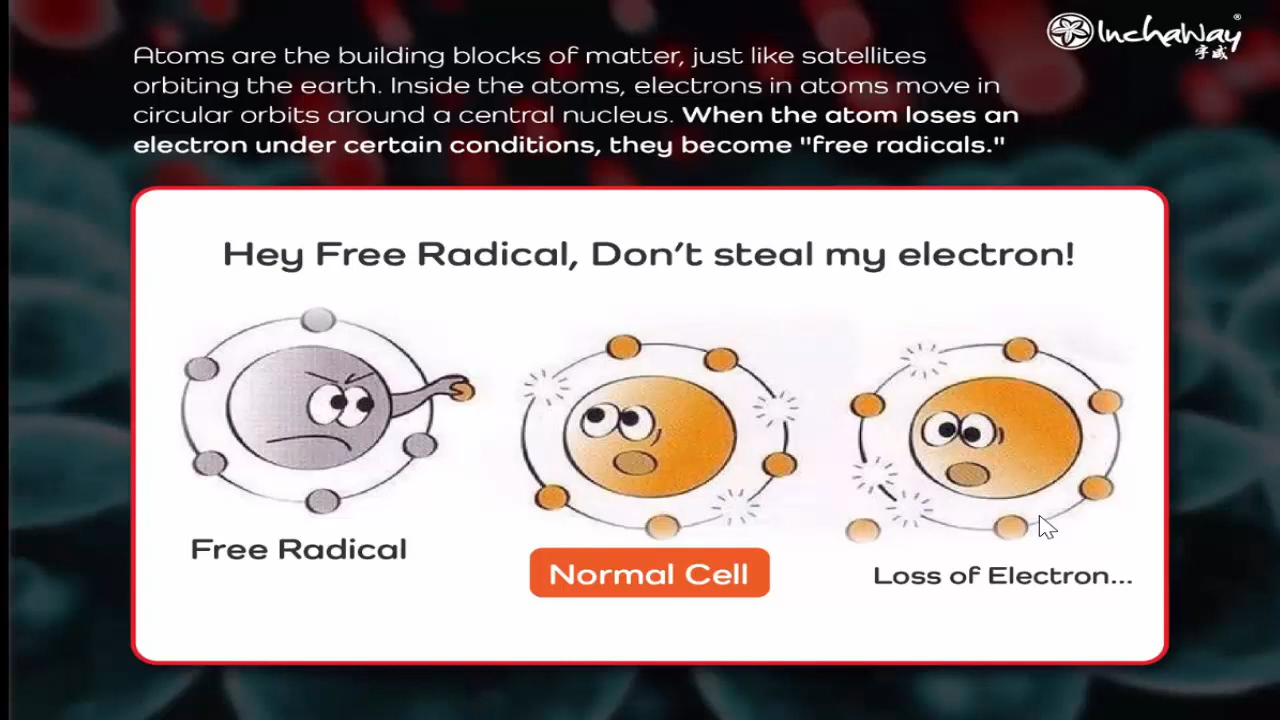 InchaWay®
宇威
Atoms are the building blocks of matter, just like satellites
orbiting the earth. Inside the atoms, electrons in atoms move in
circular orbits around a central nucleus. When the atom loses an
electron under certain conditions, they become "free radicals."
Hey Free Radical, Don't steal my electron!
Free Radical
Normal Cell
Loss of Electron...